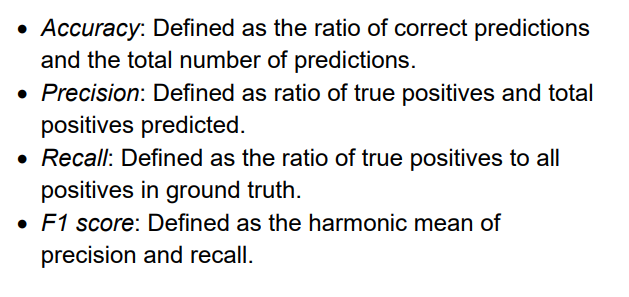 • Accuracy: Defined as the ratio of correct predictions
and the total number of predictions.
• Precision: Defined as ratio of true positives and total
positives predicted.
• Recall: Defined as the ratio of true positives to all
positives in ground truth.
• F1 score: Defined as the harmonic mean of
precision and recall.